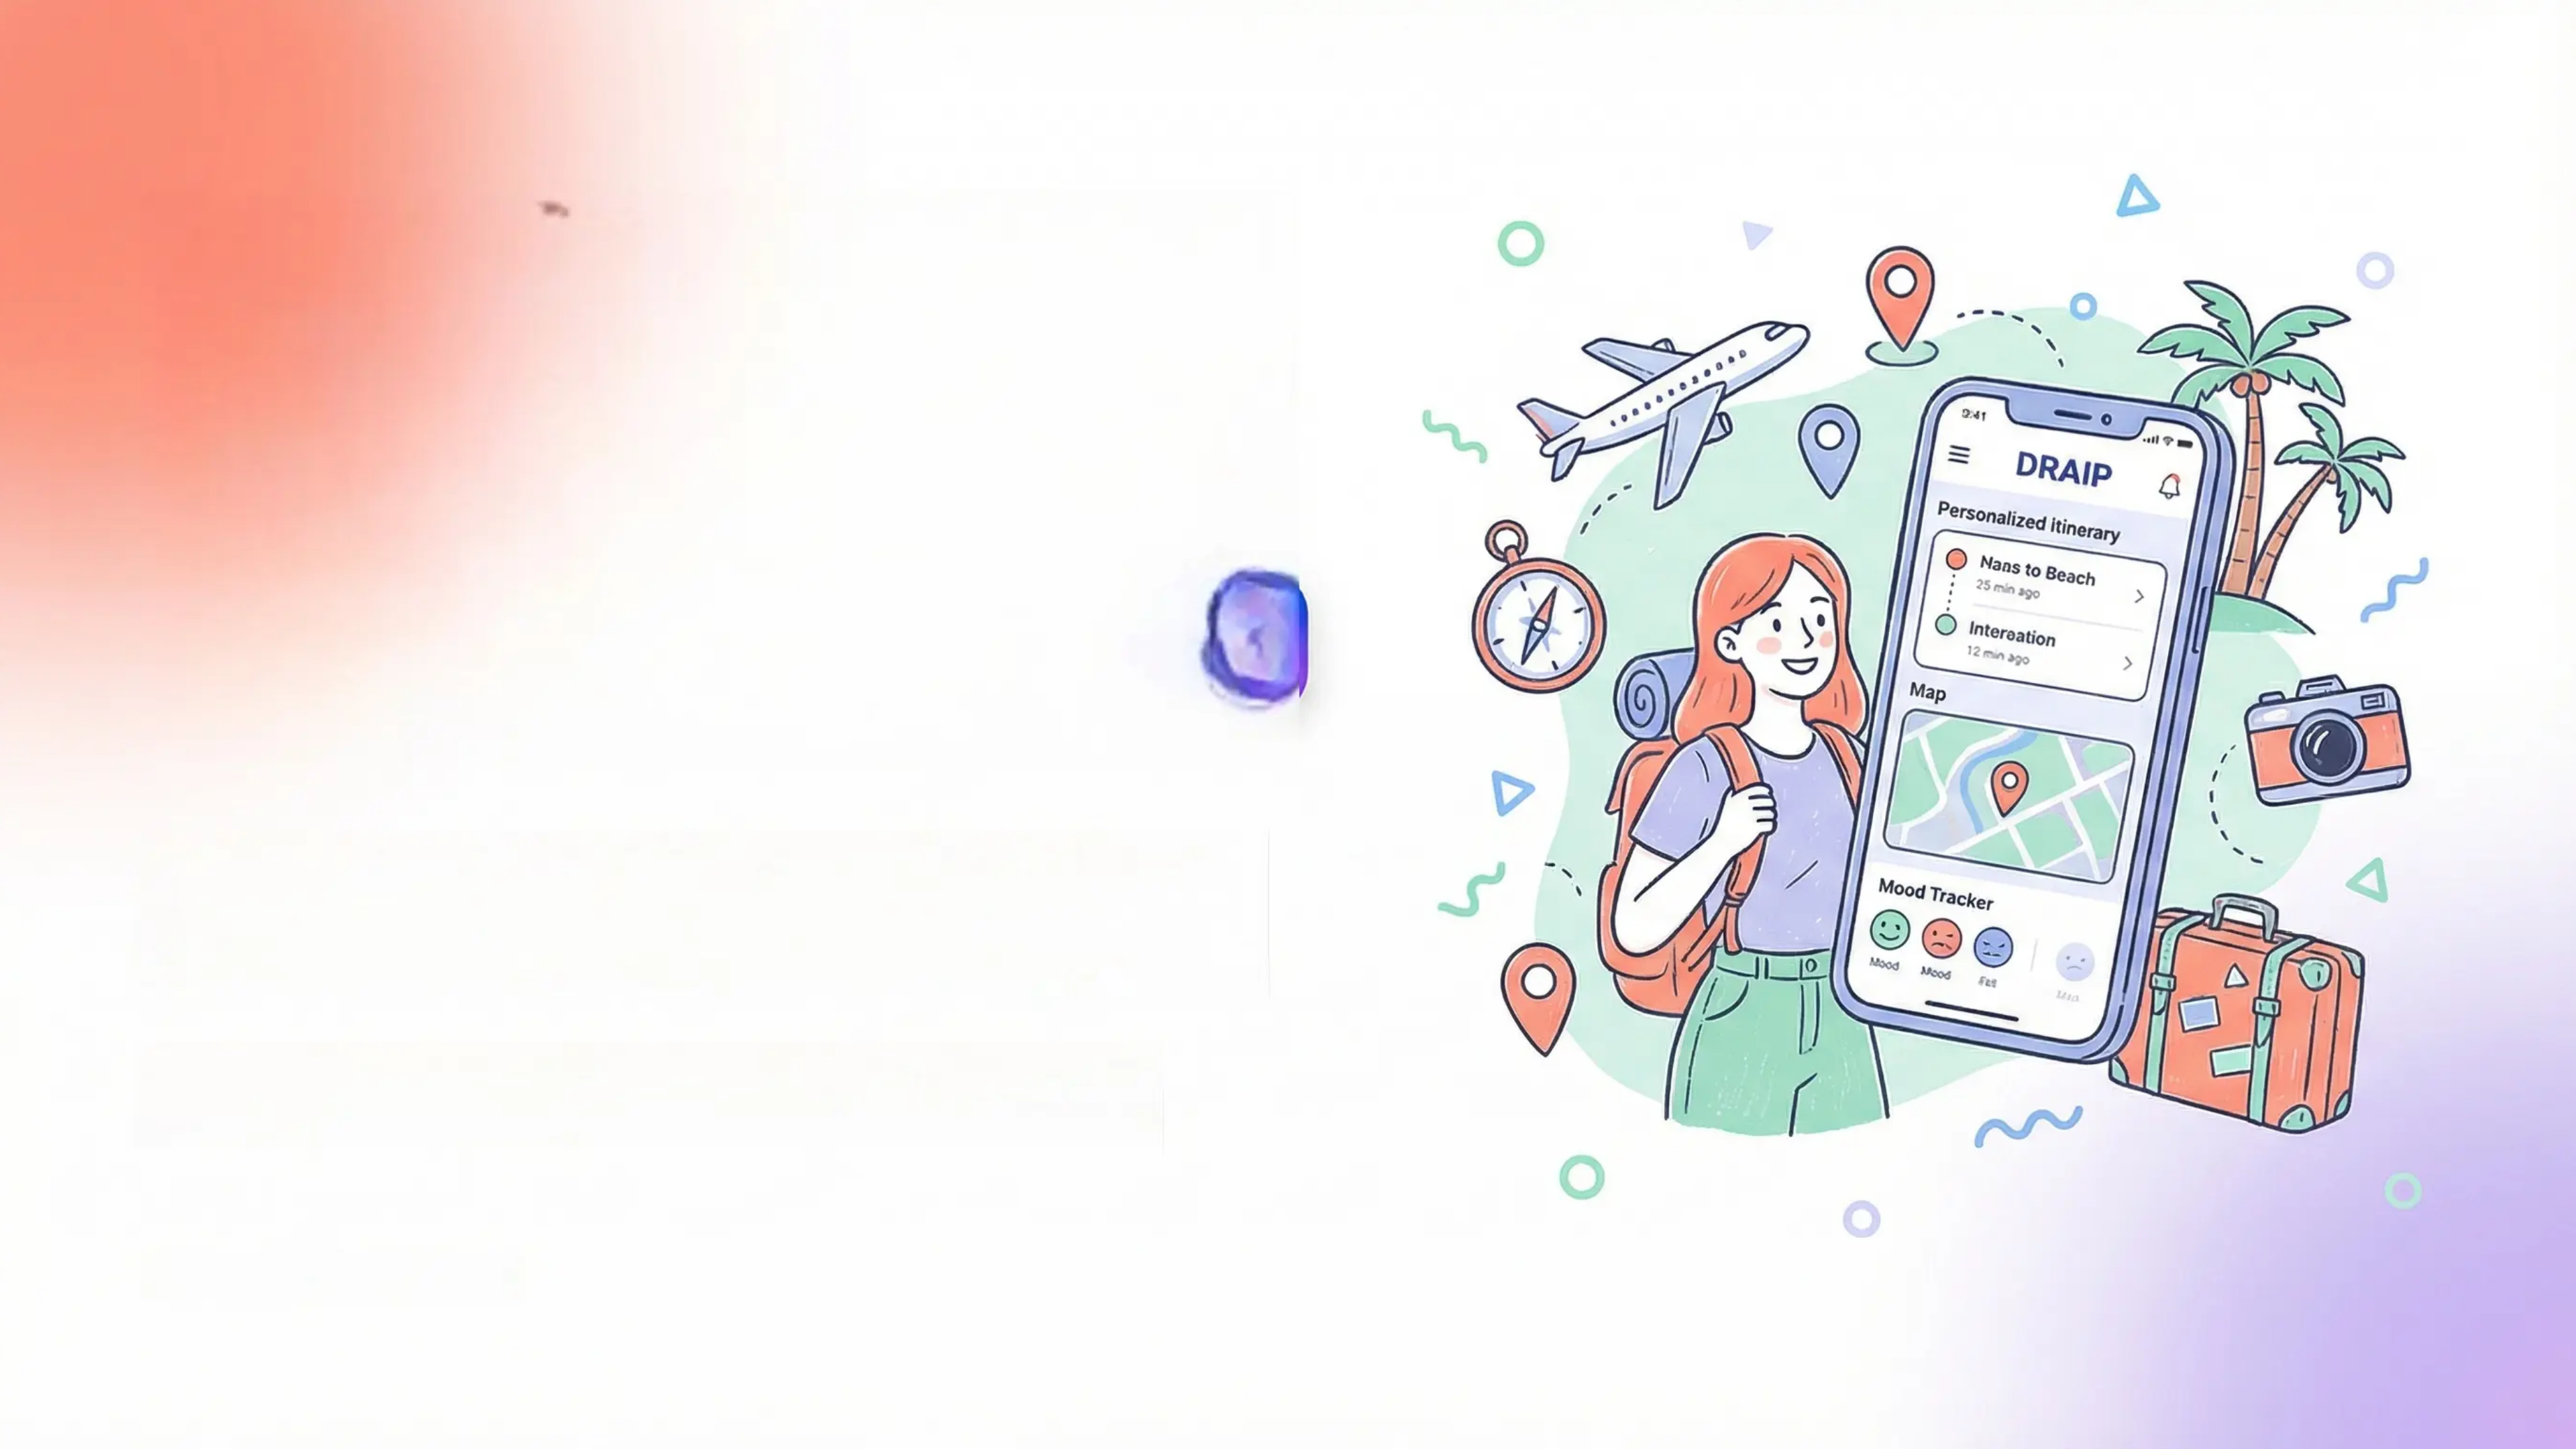 9:41
DRAIP
Personalized itinerary
Nans to Beach
25 min ago
Intereation
12 min ago
Map
Mood Tracker
Mood
Mood